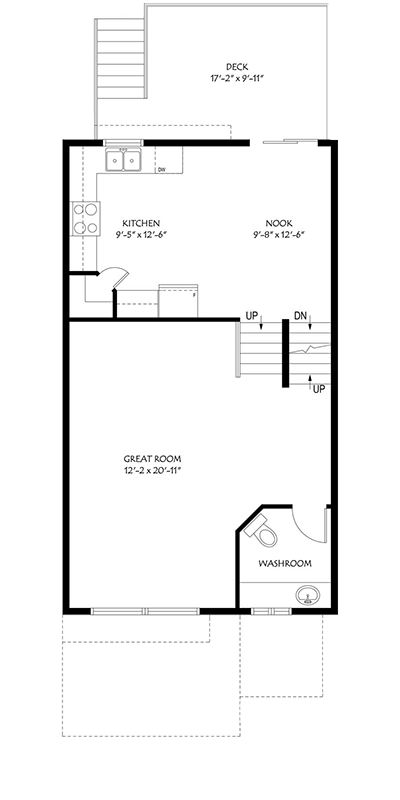 DECK
17'-2" x 9'-11"
DW
KITCHEN
9'-5" x 12'-6"
NOOK
9'-8" x 12'-6"
F
UP
DN
UP
GREAT ROOM
12'-2 x 20'-11"
WASHROOM